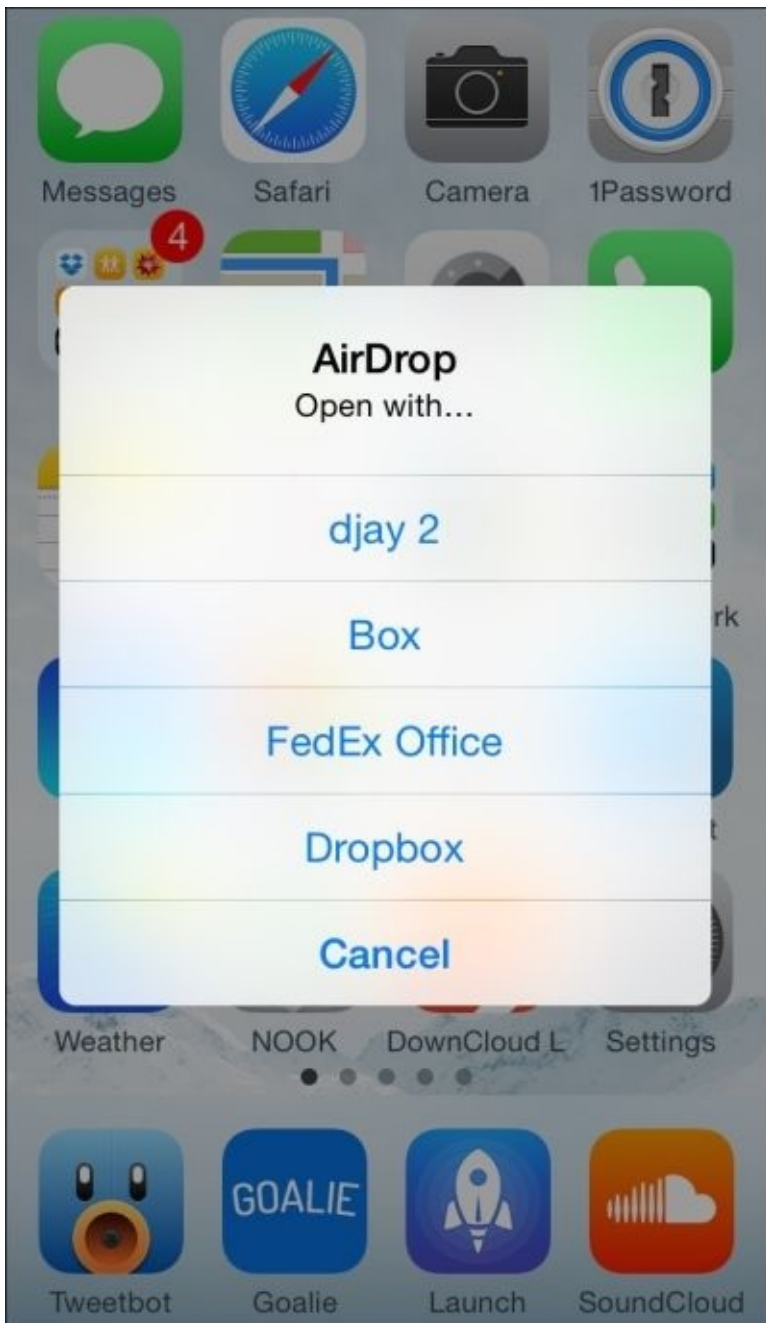 Messages
Safari
Camera
1Password
4
AirDrop
Open with...
djay 2
Box
rk
FedEx Office
Dropbox
t
Cancel
Weather
NOOK
DownCloud L
Settings
GOALIE
Tweetbot
Goalie
Launch
SoundCloud